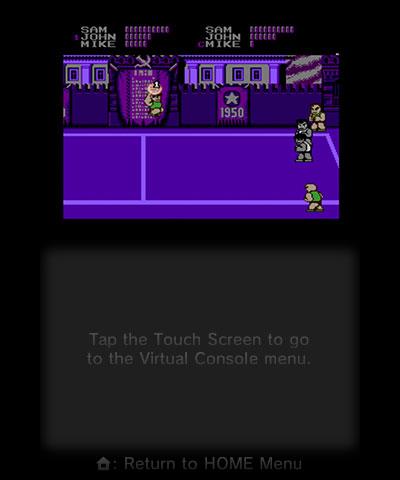 SAM SAM
1 JOHN JOHN
MIKE C MIKE
1950
Tap the Touch Screen to go
to the Virtual Console menu.
: Return to HOME Menu